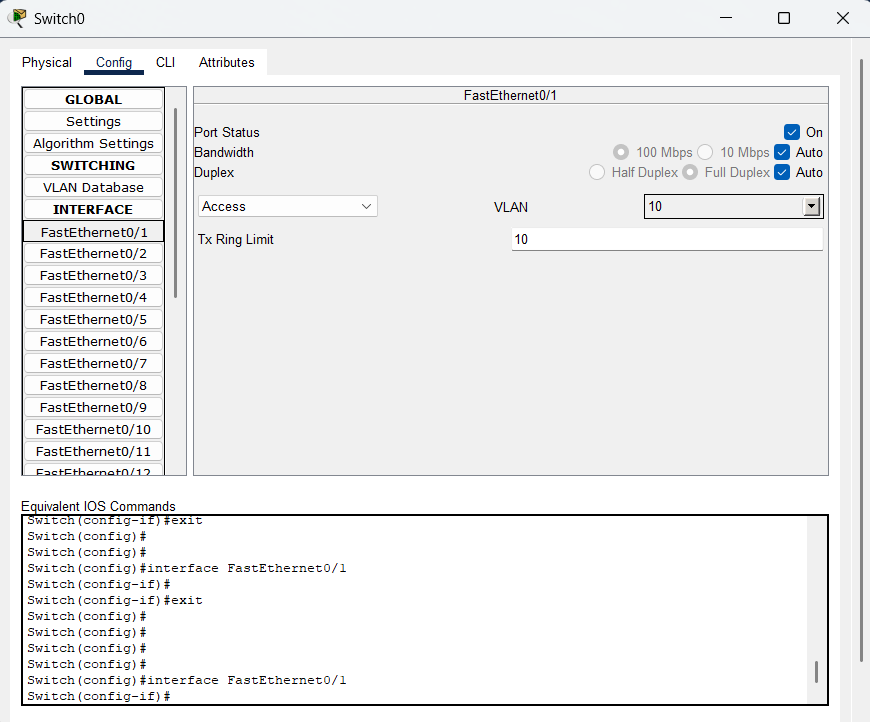 Switch0
Physical Config CLI Attributes
GLOBAL
Settings
Algorithm Settings
SWITCHING
VLAN Database
INTERFACE
FastEthernet0/1
FastEthernet0/2
FastEthernet0/3
FastEthernet0/4
FastEthernet0/5
FastEthernet0/6
FastEthernet0/7
FastEthernet0/8
FastEthernet0/9
FastEthernet0/10
FastEthernet0/11
FastEthernet0/12
FastEthernet0/1
Port Status On
Bandwidth 100 Mbps 10 Mbps Auto
Duplex Half Duplex Full Duplex Auto
Access VLAN 10
Tx Ring Limit 10
Equivalent IOS Commands
Switch(config-if)#exit
Switch(config)#
Switch(config)#
Switch(config)#interface FastEthernet0/1
Switch(config-if)#
Switch(config-if)#exit
Switch(config)#
Switch(config)#
Switch(config)#
Switch(config)#
Switch(config)#interface FastEthernet0/1
Switch(config-if)#